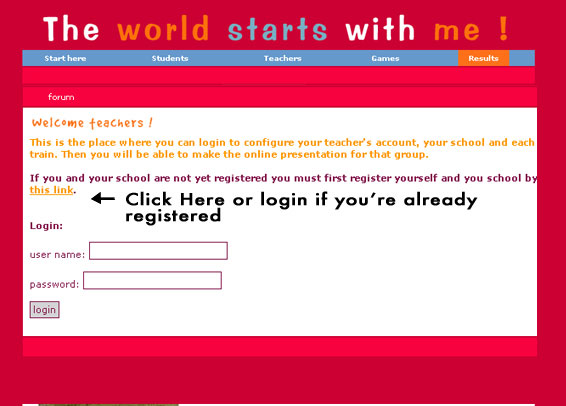 The world starts with me !
Start here Students Teachers Games Results
forum
Welcome teachers !
This is the place where you can login to configure your teacher's account, your school and each
train. Then you will be able to make the online presentation for that group.
If you and your school are not yet registered you must first register yourself and you school by
this link.
Click Here or login if you're already
registered
Login:
user name:
password:
login